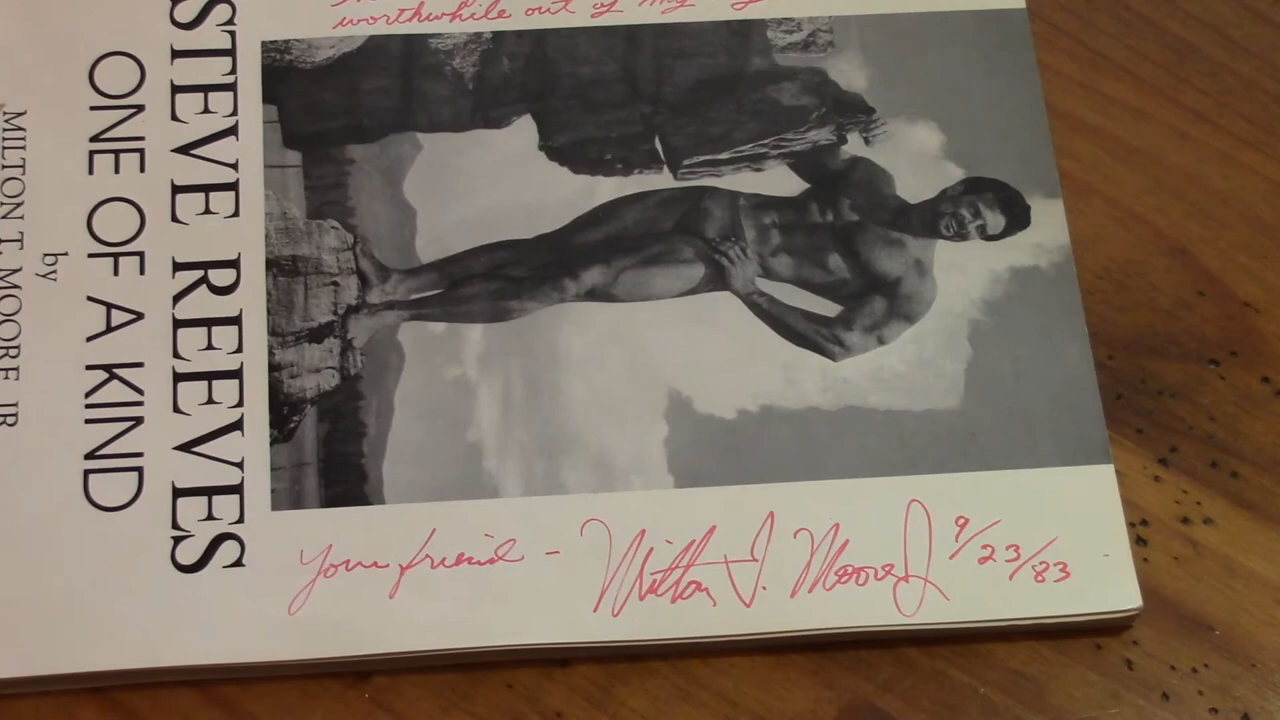 worthwhile out of my
STEVE REEVES
ONE OF A KIND
by
MILTON T. MOORE JR
Your friend - Milton T. Moore Jr 9/23/83